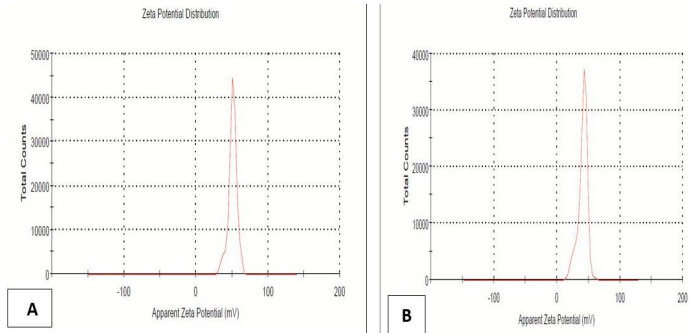 Zeta Potential Distribution
Total Counts
50000
40000
30000
20000
10000
0
-100
0
100
200
Apparent Zeta Potential (mV)
A
Zeta Potential Distribution
Total Counts
40000
30000
20000
10000
0
-100
0
100
200
Apparent Zeta Potential (mV)
B